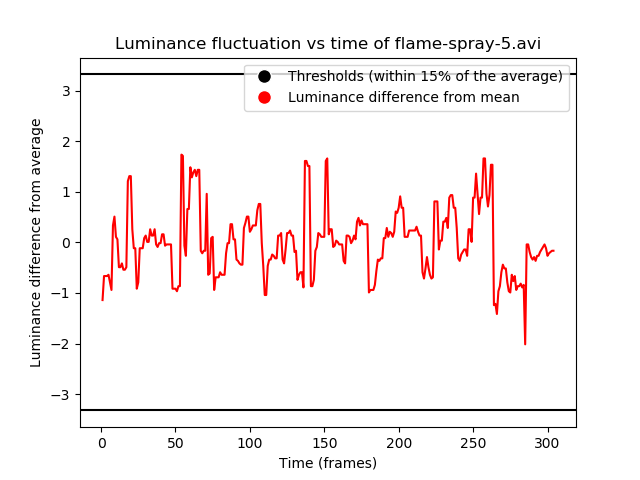 Luminance fluctuation vs time of flame-spray-5.avi
Thresholds (within 15% of the average)
Luminance difference from mean
Luminance difference from average
3
2
1
0
−1
−2
−3
0 50 100 150 200 250 300
Time (frames)